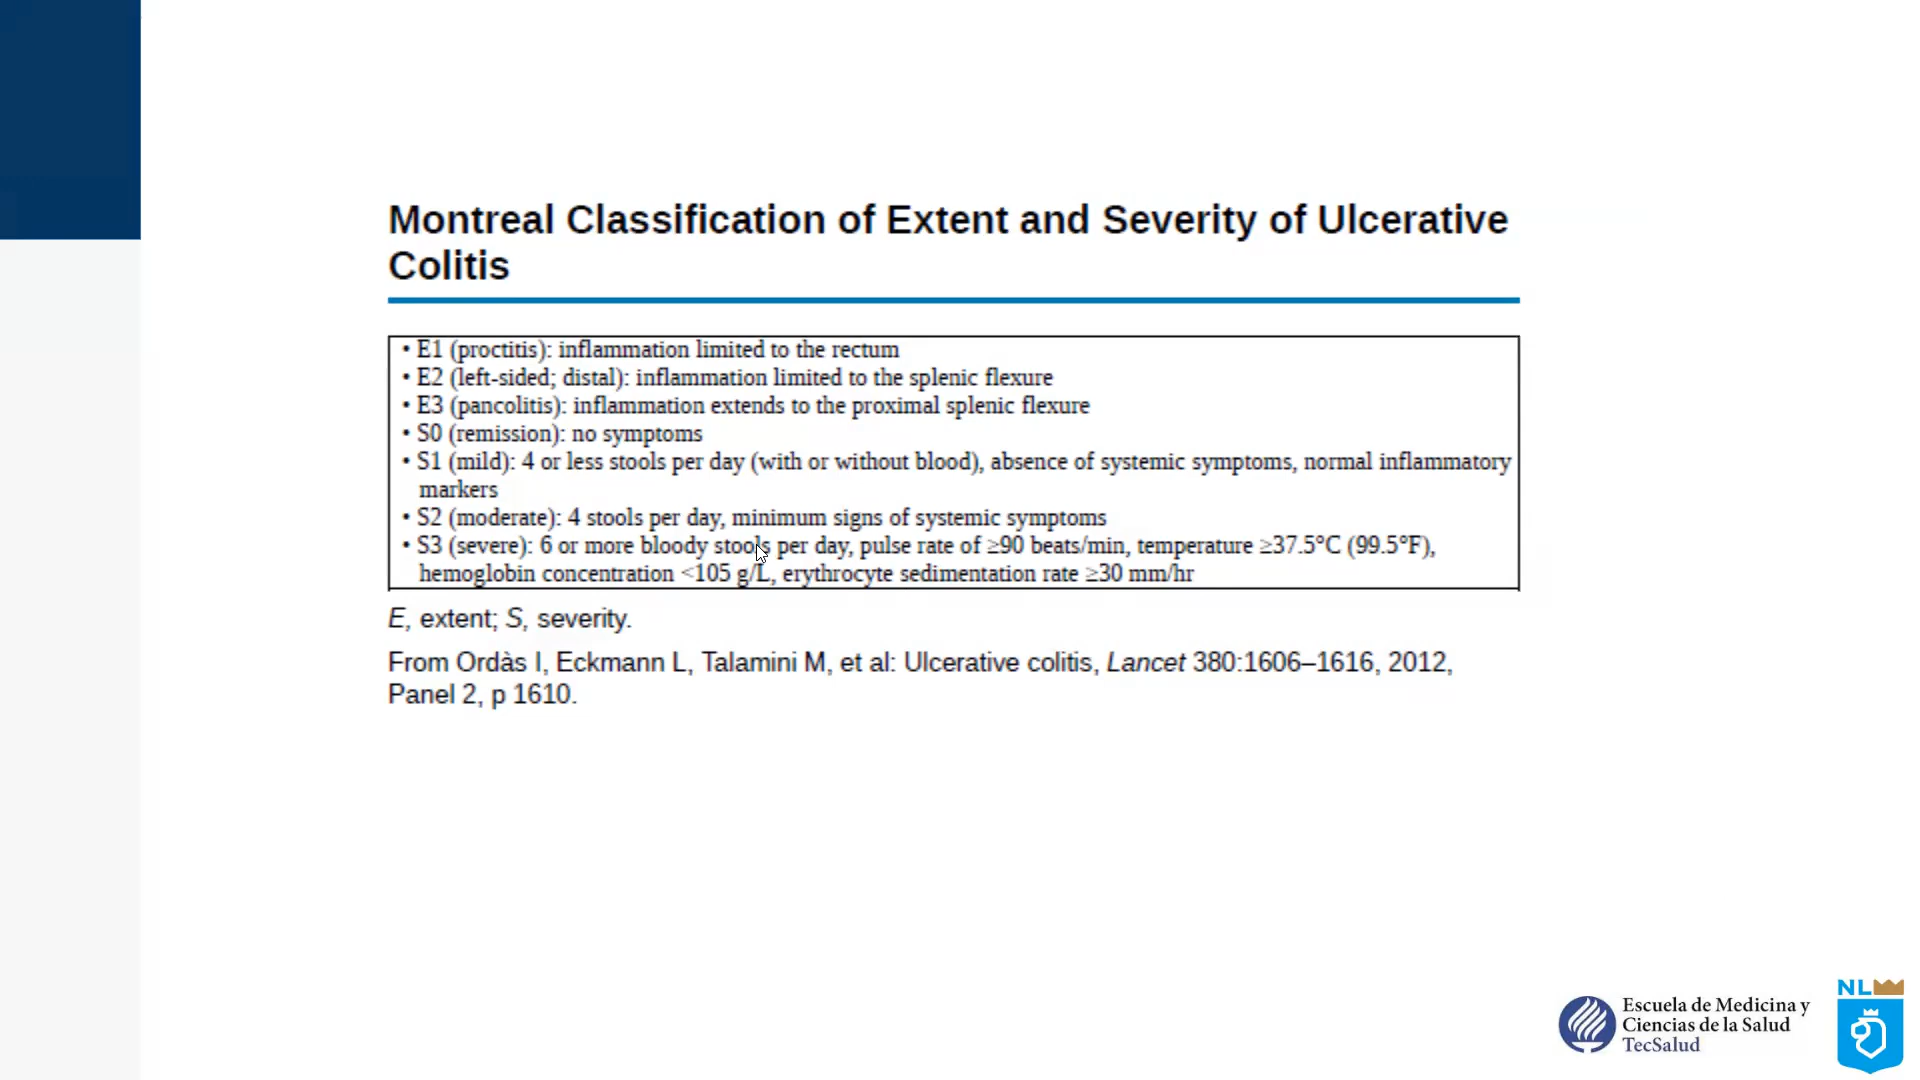 Montreal Classification of Extent and Severity of Ulcerative
Colitis
• E1 (proctitis): inflammation limited to the rectum
• E2 (left-sided; distal): inflammation limited to the splenic flexure
• E3 (pancolitis): inflammation extends to the proximal splenic flexure
• S0 (remission): no symptoms
• S1 (mild): 4 or less stools per day (with or without blood), absence of systemic symptoms, normal inflammatory
markers
• S2 (moderate): 4 stools per day, minimum signs of systemic symptoms
• S3 (severe): 6 or more bloody stools per day, pulse rate of ≥90 beats/min, temperature ≥37.5°C (99.5°F),
hemoglobin concentration <105 g/L, erythrocyte sedimentation rate ≥30 mm/hr
E, extent; S, severity.
From Ordàs I, Eckmann L, Talamini M, et al: Ulcerative colitis, Lancet 380:1606–1616, 2012,
Panel 2, p 1610.
Escuela de Medicina y
Ciencias de la Salud
TecSalud
NL